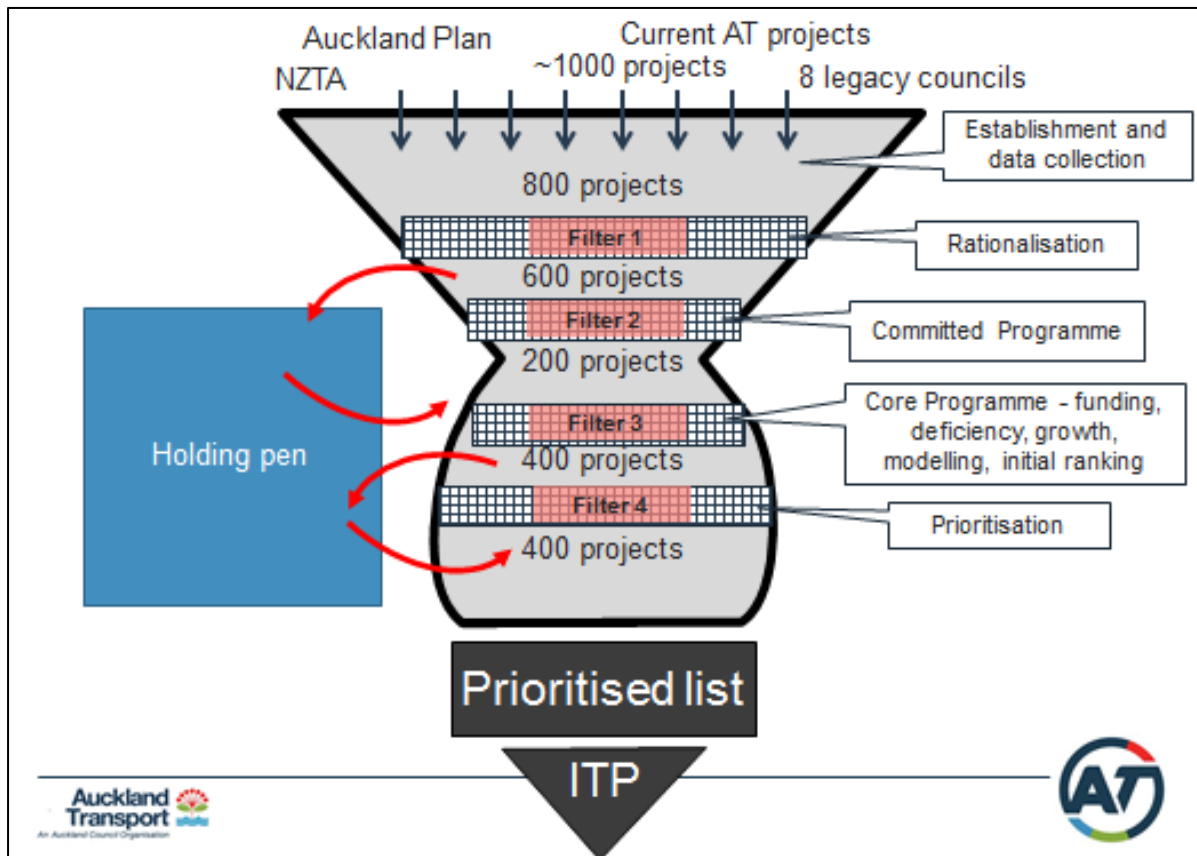 Auckland Plan
Current AT projects
NZTA
~1000 projects
8 legacy councils
Establishment and
data collection
800 projects
Filter 1
Rationalisation
600 projects
Filter 2
Committed Programme
200 projects
Core Programme - funding,
deficiency, growth,
modelling, initial ranking
Filter 3
Holding pen
400 projects
Filter 4
Prioritisation
400 projects
Prioritised list
ITP
Auckland
Transport
An Auckland Council Organisation
AT